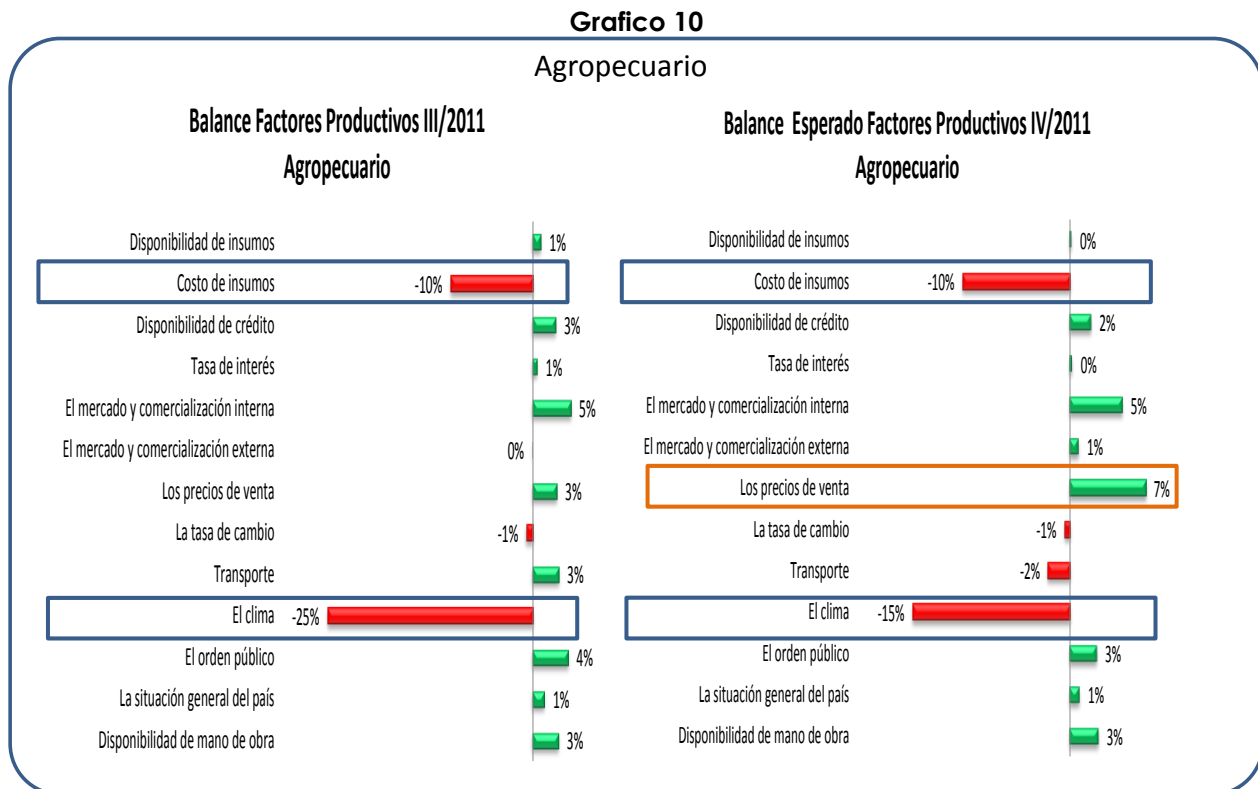 Grafico 10
Agropecuario
Balance Factores Productivos III/2011
Agropecuario
Disponibilidad de insumos 1%
Costo de insumos -10%
Disponibilidad de crédito 3%
Tasa de interés 1%
El mercado y comercialización interna 5%
El mercado y comercialización externa 0%
Los precios de venta 3%
La tasa de cambio -1%
Transporte 3%
El clima -25%
El orden público 4%
La situación general del país 1%
Disponibilidad de mano de obra 3%
Balance Esperado Factores Productivos IV/2011
Agropecuario
Disponibilidad de insumos 0%
Costo de insumos -10%
Disponibilidad de crédito 2%
Tasa de interés 0%
El mercado y comercialización interna 5%
El mercado y comercialización externa 1%
Los precios de venta 7%
La tasa de cambio -1%
Transporte -2%
El clima -15%
El orden público 3%
La situación general del país 1%
Disponibilidad de mano de obra 3%